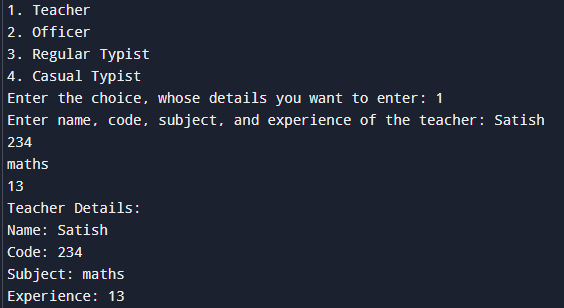 1. Teacher
2. Officer
3. Regular Typist
4. Casual Typist
Enter the choice, whose details you want to enter: 1
Enter name, code, subject, and experience of the teacher: Satish
234
maths
13
Teacher Details:
Name: Satish
Code: 234
Subject: maths
Experience: 13